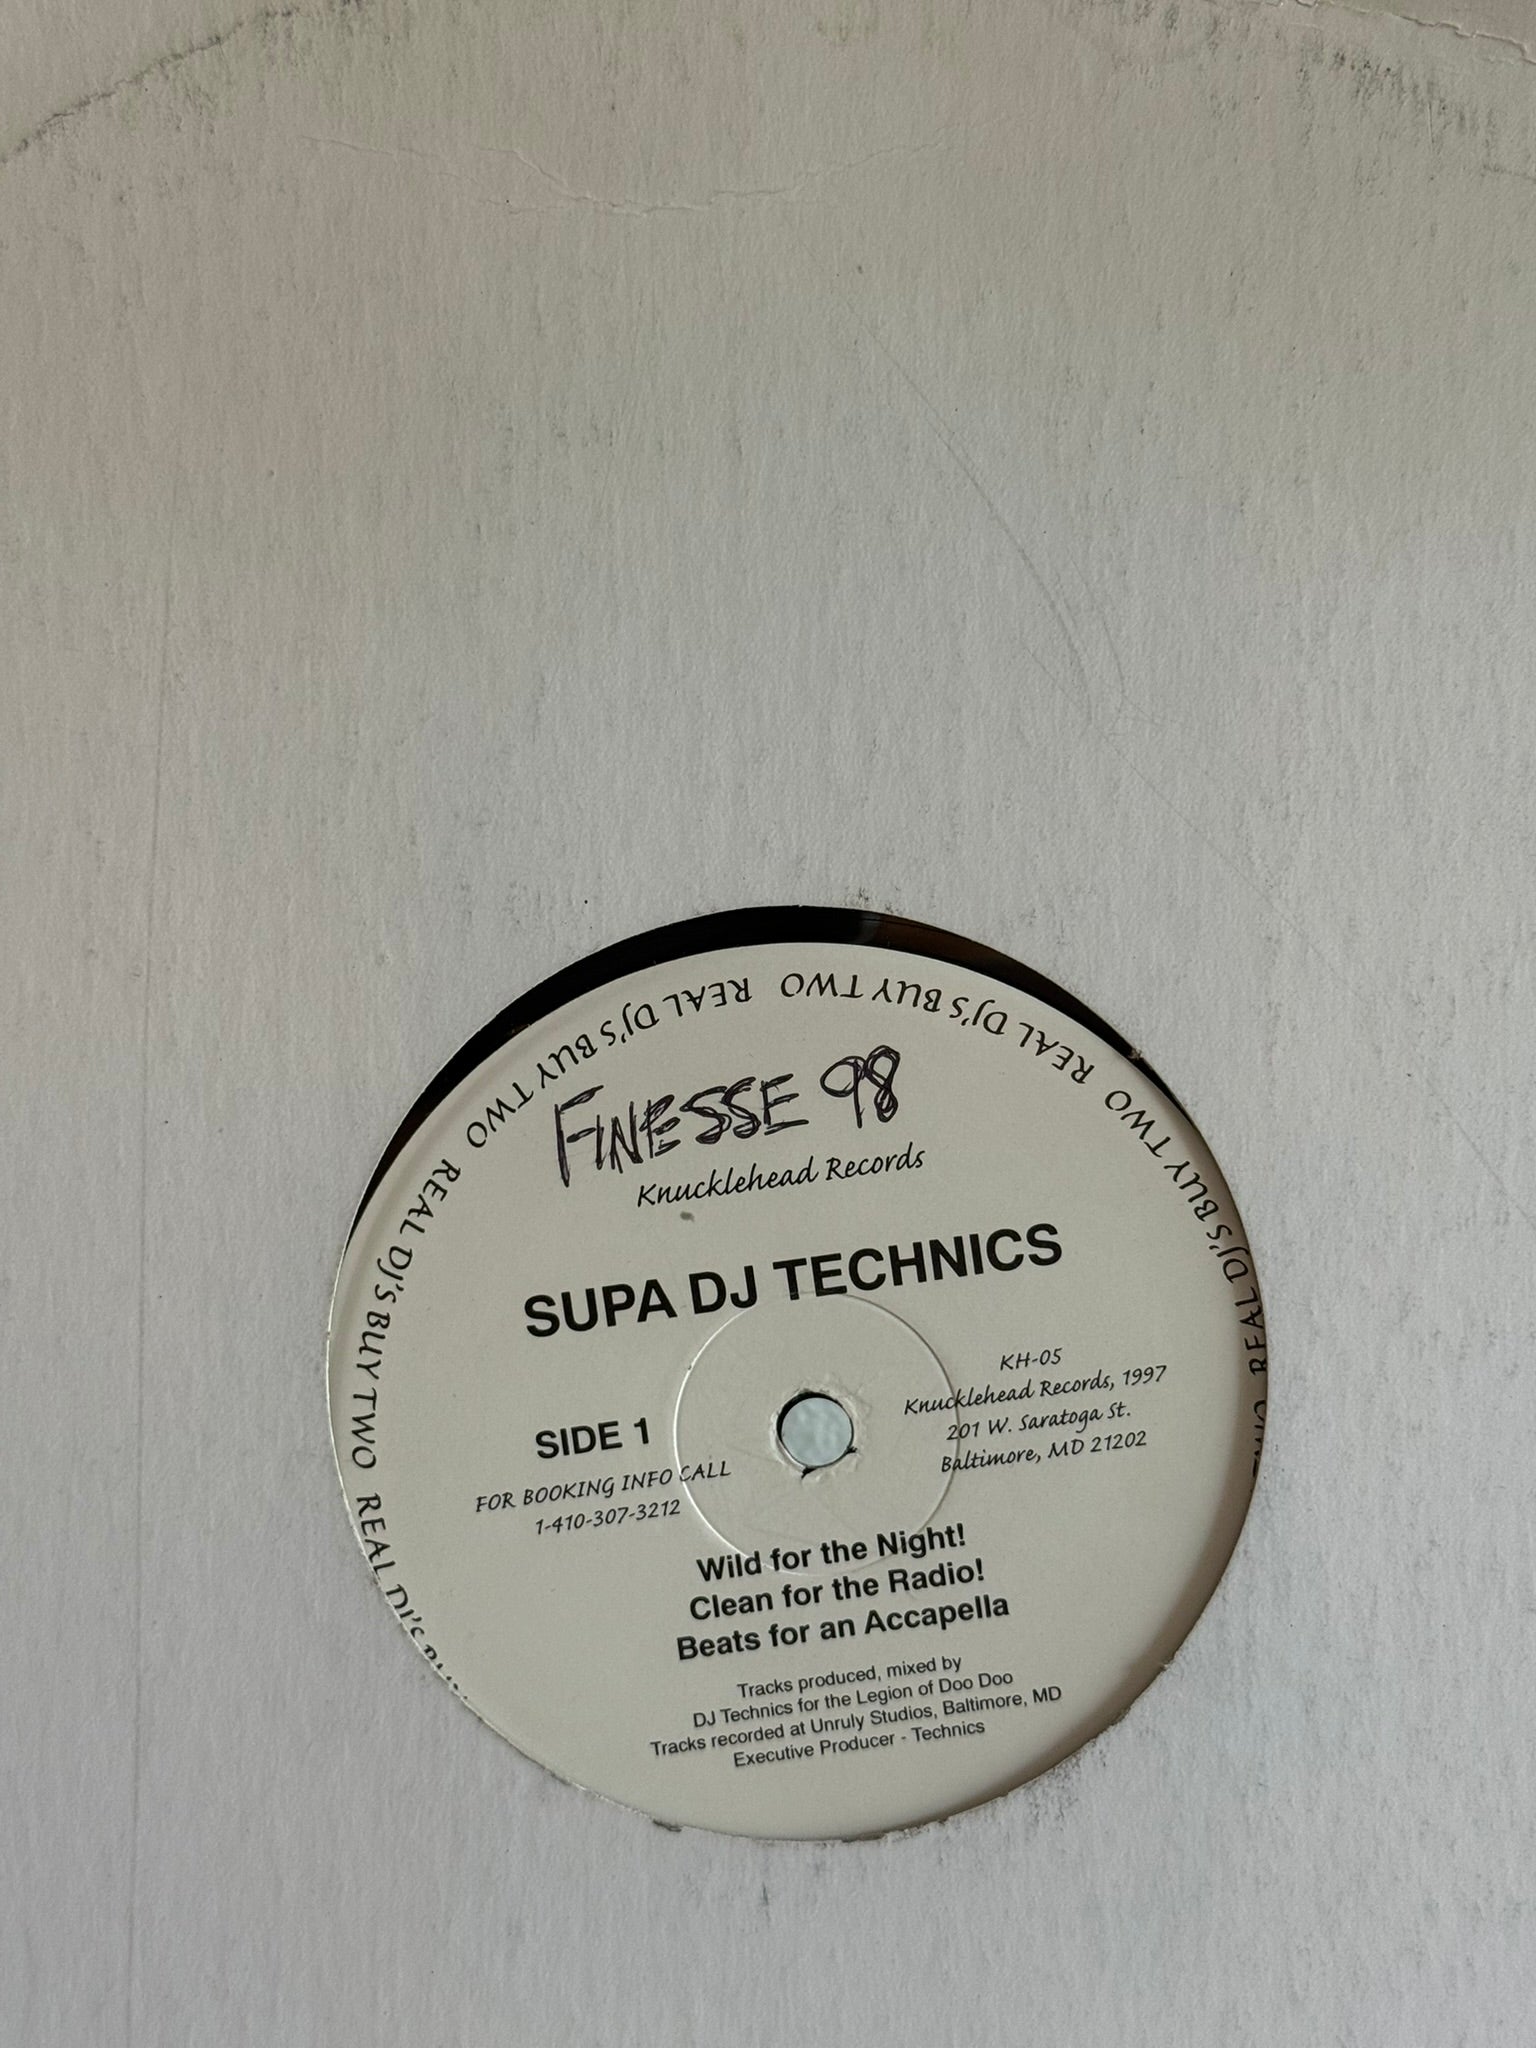 REAL DJ'S BUY TWO REAL DJ'S BUY TWO REAL DJ'S BUY TWO REAL DJ'S BUY TWO REAL DJ'S
FINESSE 98
Knucklehead Records
SUPA DJ TECHNICS
KH-05
Knucklehead Records, 1997
201 W. Saratoga St.
Baltimore, MD 21202
SIDE 1
FOR BOOKING INFO CALL
1-410-307-3212
Wild for the Night!
Clean for the Radio!
Beats for an Accapella
Tracks produced, mixed by
DJ Technics for the Legion of Doo Doo
Tracks recorded at Unruly Studios, Baltimore, MD
Executive Producer - Technics